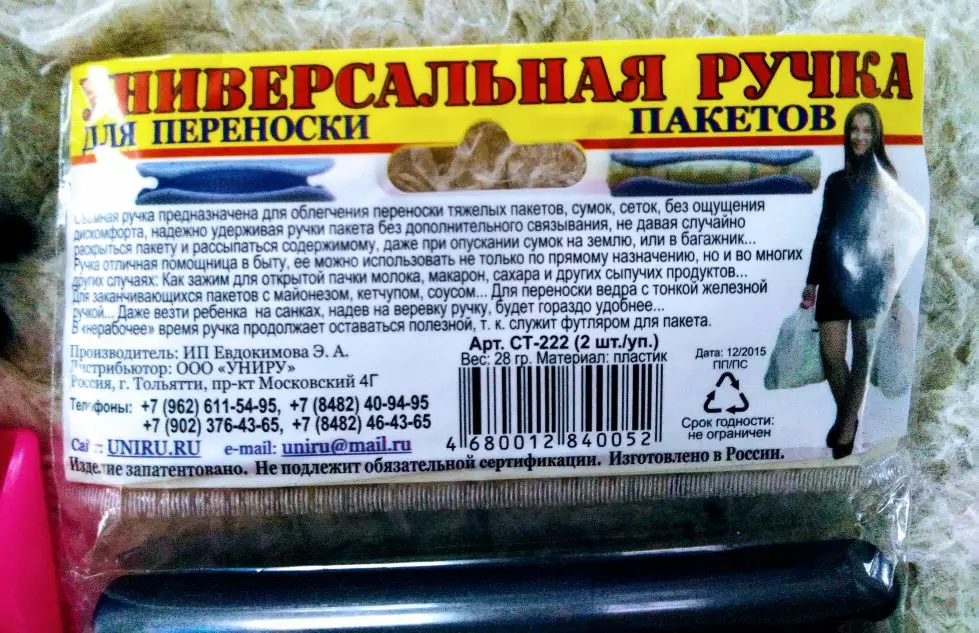 УНИВЕРСАЛЬНАЯ РУЧКА
ДЛЯ ПЕРЕНОСКИ ПАКЕТОВ
Съёмная ручка предназначена для облегчения переноски тяжелых пакетов, сумок, сеток, без ощущения
дискомфорта, надежно удерживая ручки пакета без дополнительного связывания, не давая случайно
раскрыться пакету и рассыпаться содержимому, даже при опускании сумок на землю, или в багажник...
Ручка отличная помощница в быту, ее можно использовать не только по прямому назначению, но и во многих
других случаях: Как зажим для открытой пачки молока, макарон, сахара и других сыпучих продуктов...
Для заканчивающихся пакетов с майонезом, кетчупом, соусом... Для переноски ведра с тонкой железной
ручкой... Даже везти ребенка на санках, надев на веревку ручку, будет гораздо удобнее...
В «нерабочее» время ручка продолжает оставаться полезной, т. к. служит футляром для пакета.
Арт. СТ-222 (2 шт./уп.)
Вес: 28 гр. Материал: пластик
Производитель: ИП Евдокимова Э. А.
Дистрибьютор: ООО «УНИРУ»
Россия, г. Тольятти, пр-кт Московский 4Г
Телефоны: +7 (962) 611-54-95, +7 (8482) 40-94-95
+7 (902) 376-43-65, +7 (8482) 46-43-65
Сайт: UNIRU.RU e-mail: uniru@mail.ru
4 680012 840052
Дата: 12/2015
ПП/ПС
Срок годности:
не ограничен
Изделие запатентовано. Не подлежит обязательной сертификации. Изготовлено в России.